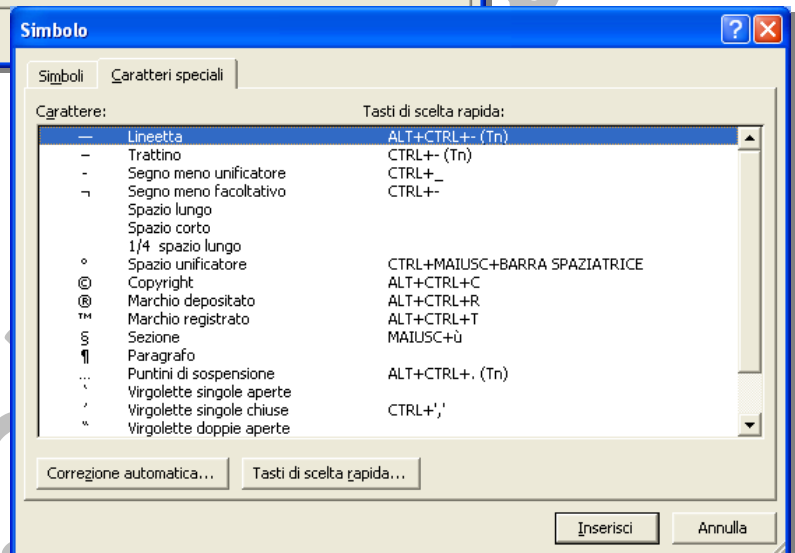 Simbolo
Simboli Caratteri speciali
Carattere: Tasti di scelta rapida:
— Lineetta ALT+CTRL+- (Tn)
– Trattino CTRL+- (Tn)
- Segno meno unificatore CTRL+_
¬ Segno meno facoltativo CTRL+-
Spazio lungo
Spazio corto
1/4 spazio lungo
° Spazio unificatore CTRL+MAIUSC+BARRA SPAZIATRICE
© Copyright ALT+CTRL+C
® Marchio depositato ALT+CTRL+R
™ Marchio registrato ALT+CTRL+T
§ Sezione MAIUSC+ù
¶ Paragrafo
… Puntini di sospensione ALT+CTRL+. (Tn)
‘ Virgolette singole aperte
’ Virgolette singole chiuse CTRL+','
“ Virgolette doppie aperte
Correzione automatica... Tasti di scelta rapida...
Inserisci Annulla